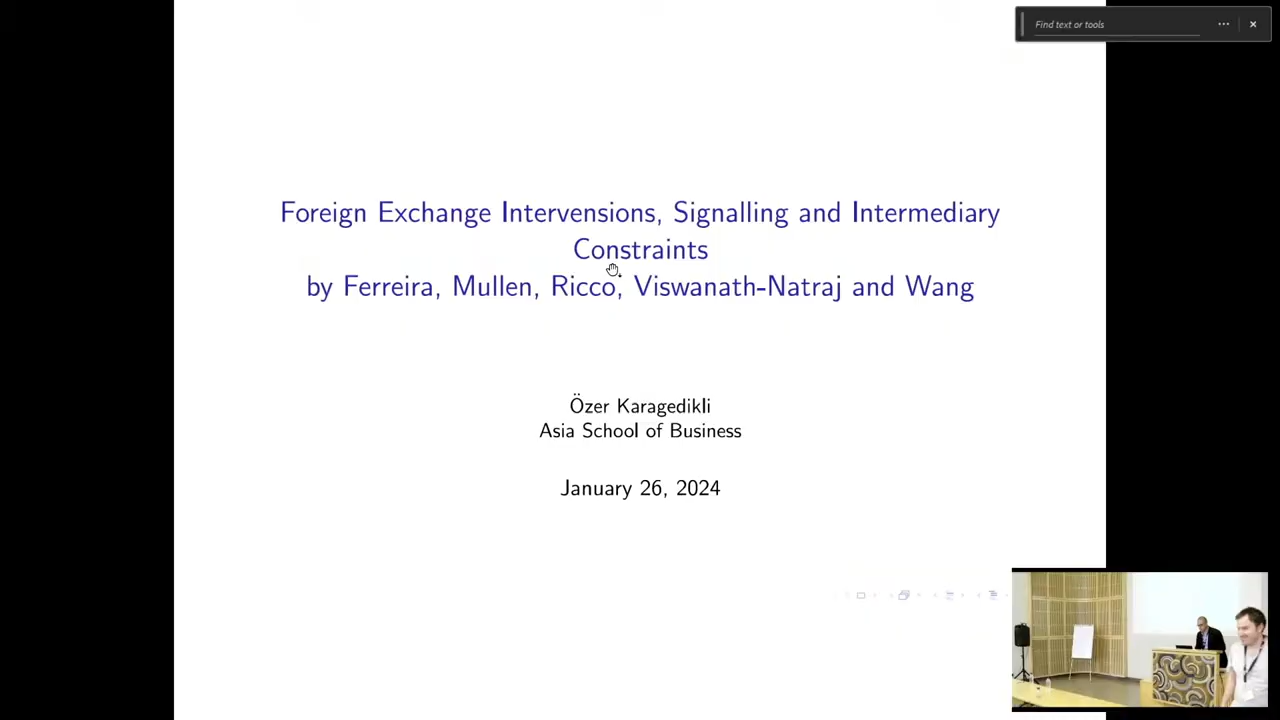 Find text or tools
Foreign Exchange Intervensions, Signalling and Intermediary
Constraints
by Ferreira, Mullen, Ricco, Viswanath-Natraj and Wang
Özer Karagedikli
Asia School of Business
January 26, 2024